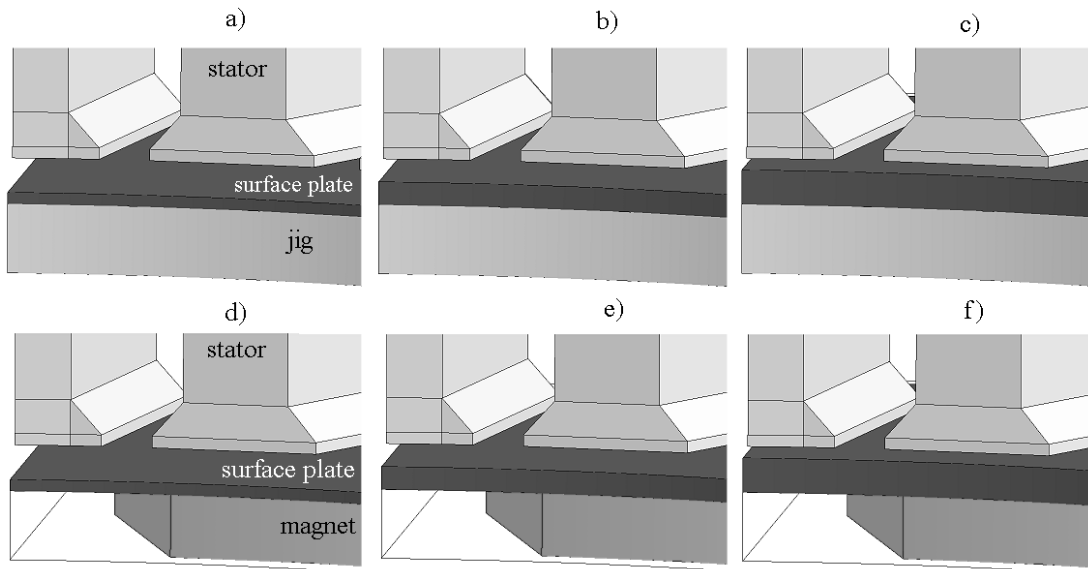 a)
b)
c)
stator
surface plate
jig
d)
e)
f)
stator
surface plate
magnet